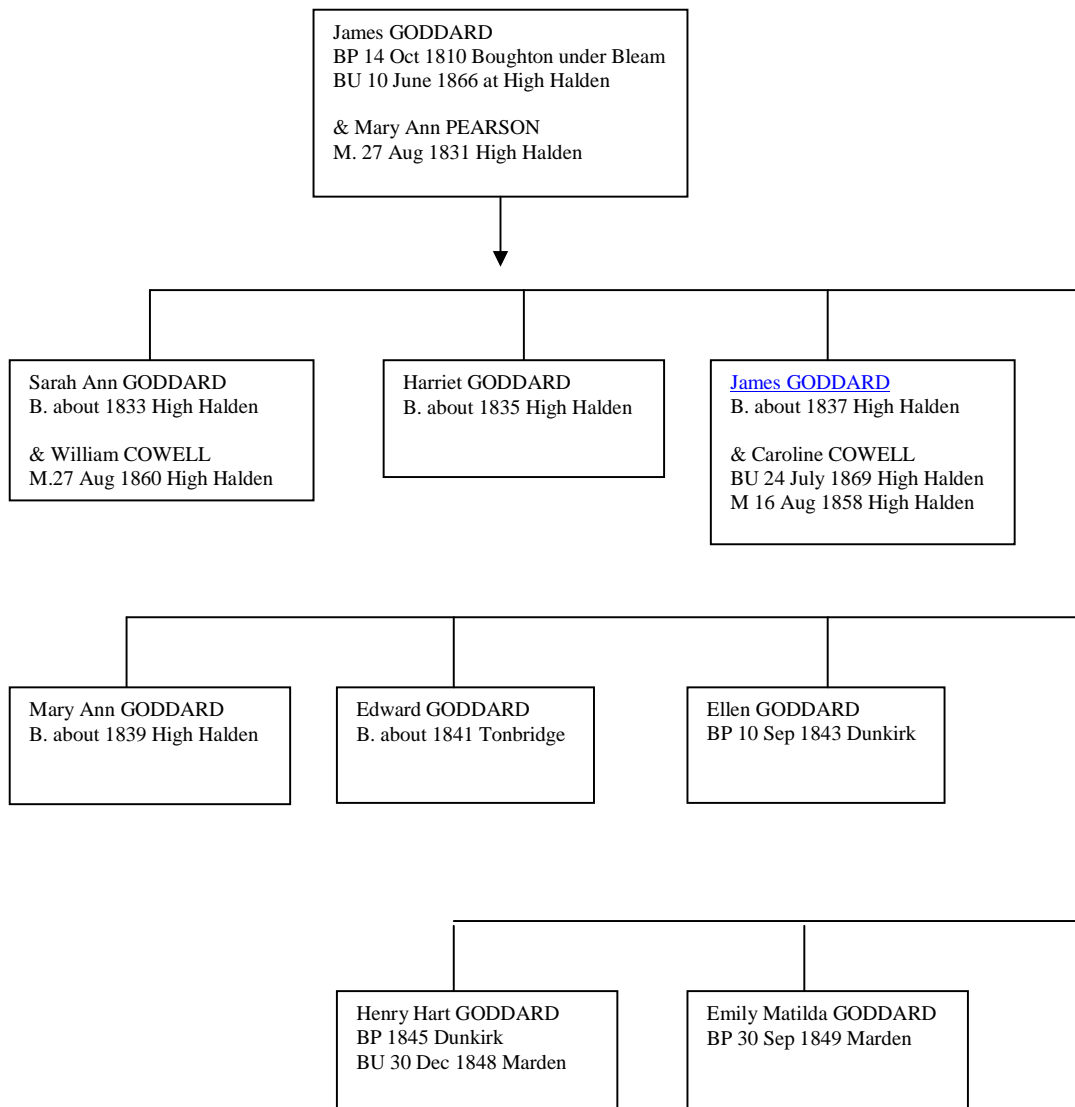 James GODDARD
BP 14 Oct 1810 Boughton under Bleam
BU 10 June 1866 at High Halden
& Mary Ann PEARSON
M. 27 Aug 1831 High Halden
Sarah Ann GODDARD
B. about 1833 High Halden
& William COWELL
M.27 Aug 1860 High Halden
Harriet GODDARD
B. about 1835 High Halden
James GODDARD
B. about 1837 High Halden
& Caroline COWELL
BU 24 July 1869 High Halden
M 16 Aug 1858 High Halden
Mary Ann GODDARD
B. about 1839 High Halden
Edward GODDARD
B. about 1841 Tonbridge
Ellen GODDARD
BP 10 Sep 1843 Dunkirk
Henry Hart GODDARD
BP 1845 Dunkirk
BU 30 Dec 1848 Marden
Emily Matilda GODDARD
BP 30 Sep 1849 Marden